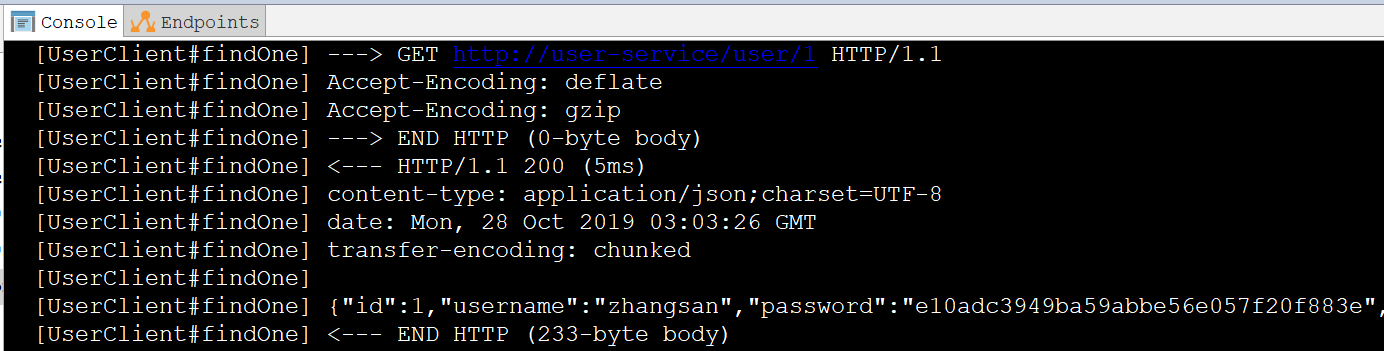 Console Endpoints
[UserClient#findOne] ---> GET http://user-service/user/1 HTTP/1.1
[UserClient#findOne] Accept-Encoding: deflate
[UserClient#findOne] Accept-Encoding: gzip
[UserClient#findOne] ---> END HTTP (0-byte body)
[UserClient#findOne] <--- HTTP/1.1 200 (5ms)
[UserClient#findOne] content-type: application/json;charset=UTF-8
[UserClient#findOne] date: Mon, 28 Oct 2019 03:03:26 GMT
[UserClient#findOne] transfer-encoding: chunked
[UserClient#findOne]
[UserClient#findOne] {"id":1,"username":"zhangsan","password":"e10adc3949ba59abbe56e057f20f883e",
[UserClient#findOne] <--- END HTTP (233-byte body)